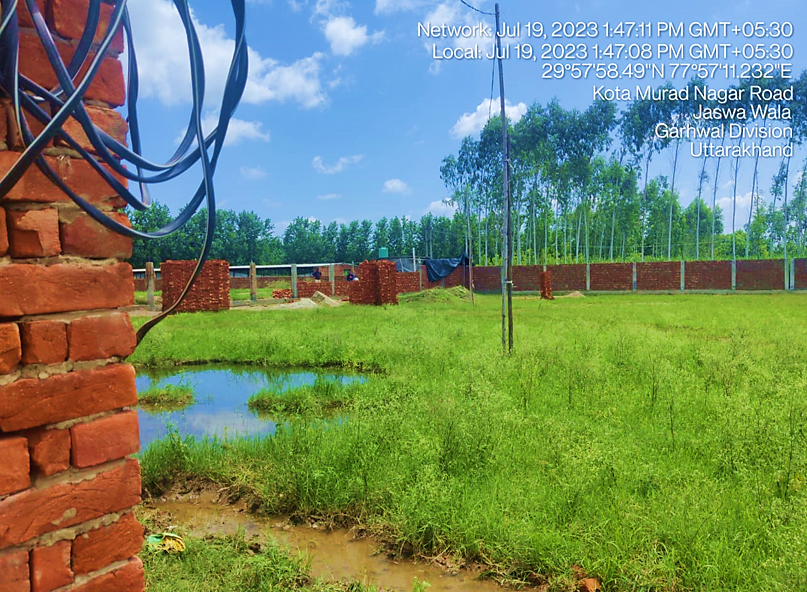 Network: Jul 19, 2023 1:47:11 PM GMT+05:30
Local: Jul 19, 2023 1:47:08 PM GMT+05:30
29°57'58.49"N 77°57'11.232"E
Kota Murad Nagar Road
Jaswa Wala
Garhwal Division
Uttarakhand